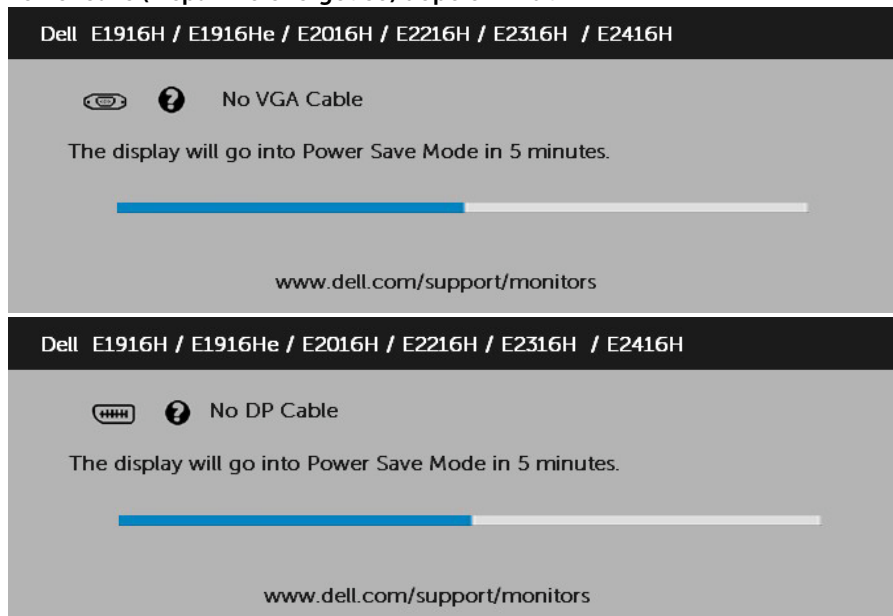 Dell E1916H / E1916He / E2016H / E2216H / E2316H / E2416H
? No VGA Cable
The display will go into Power Save Mode in 5 minutes.
www.dell.com/support/monitors
Dell E1916H / E1916He / E2016H / E2216H / E2316H / E2416H
? No DP Cable
The display will go into Power Save Mode in 5 minutes.
www.dell.com/support/monitors